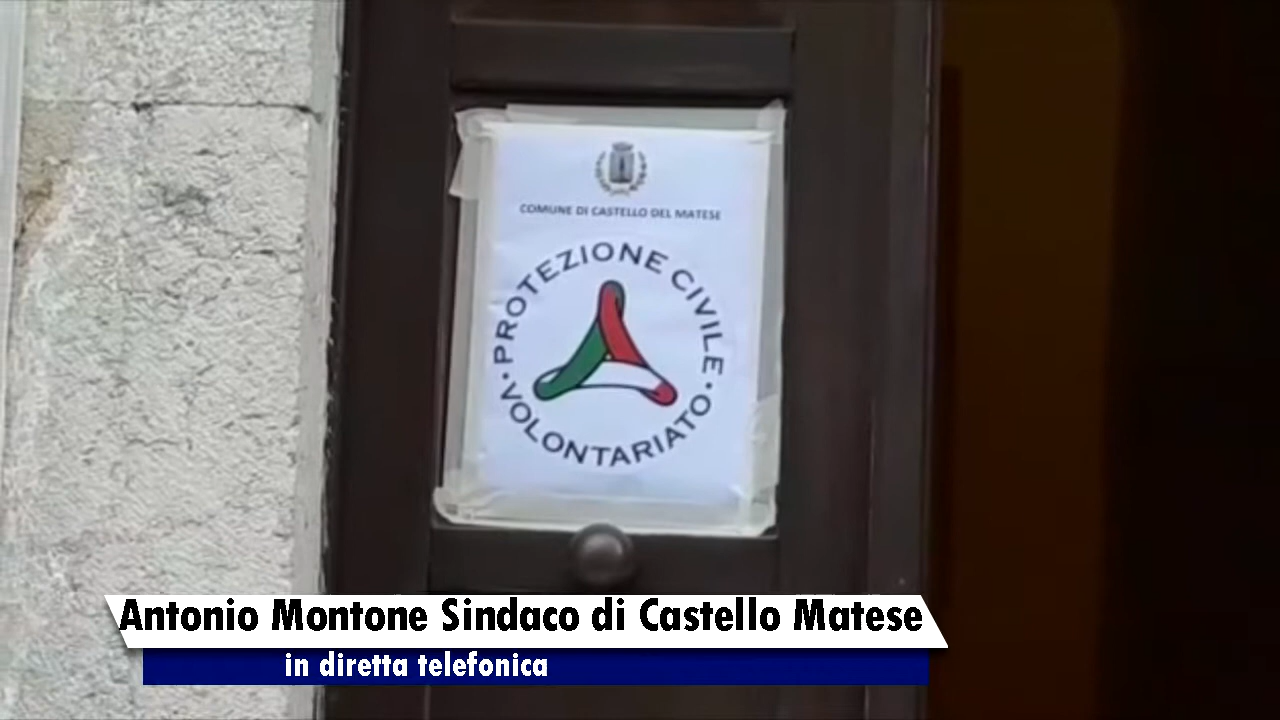 COMUNE DI CASTELLO DEL MATESE
PROTEZIONE CIVILE
• VOLONTARIATO •
Antonio Montone Sindaco di Castello Matese
in diretta telefonica